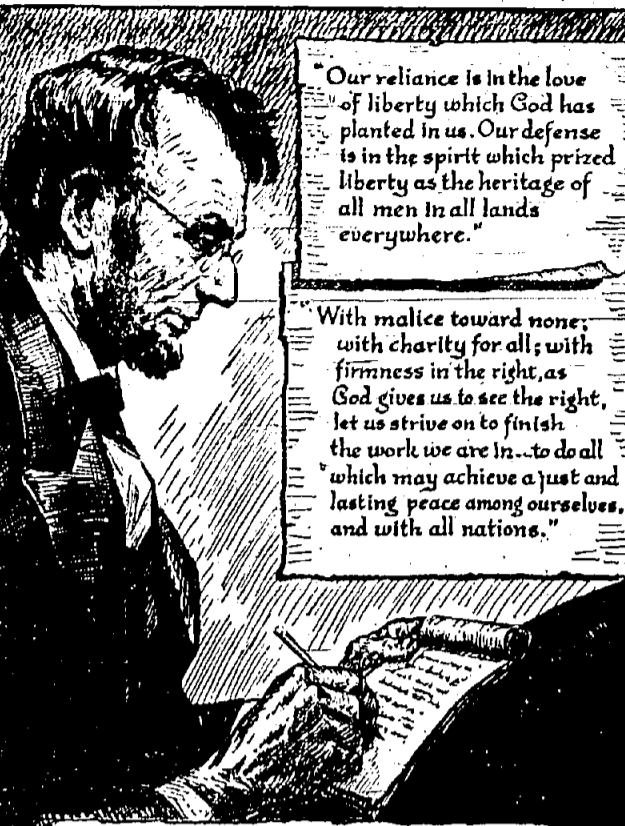 "Our reliance is in the love
of liberty which God has
planted in us. Our defense
is in the spirit which prized
liberty as the heritage of
all men in all lands
everywhere."
"With malice toward none;
with charity for all; with
firmness in the right, as
God gives us to see the right,
let us strive on to finish
the work we are in...to do all
"which may achieve a just and
lasting peace among ourselves,
and with all nations."